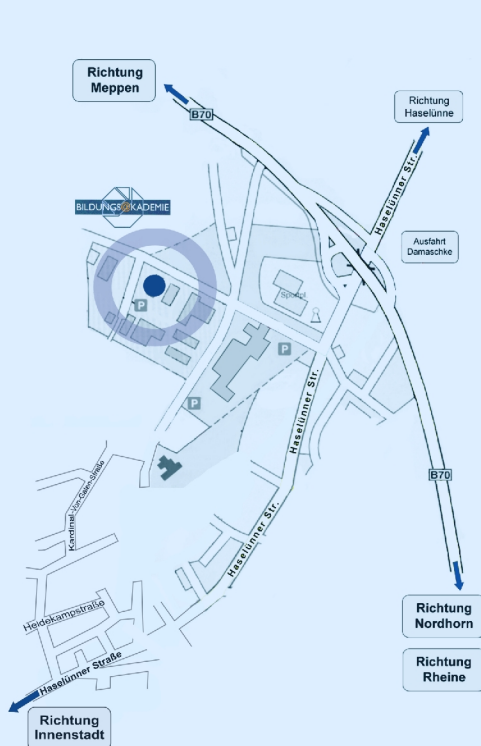 Richtung
Meppen
B70
Richtung
Haselünne
Haselünner Str.
BILDUNGSAKADEMIE
Ausfahrt
Damaschke
P
P
P
Haselünner Str.
B70
Haselünner Str.
Kardinal-von-Galen-Straße
Richtung
Nordhorn
Heidekampstraße
Richtung
Rheine
Haselünner Straße
Richtung
Innenstadt